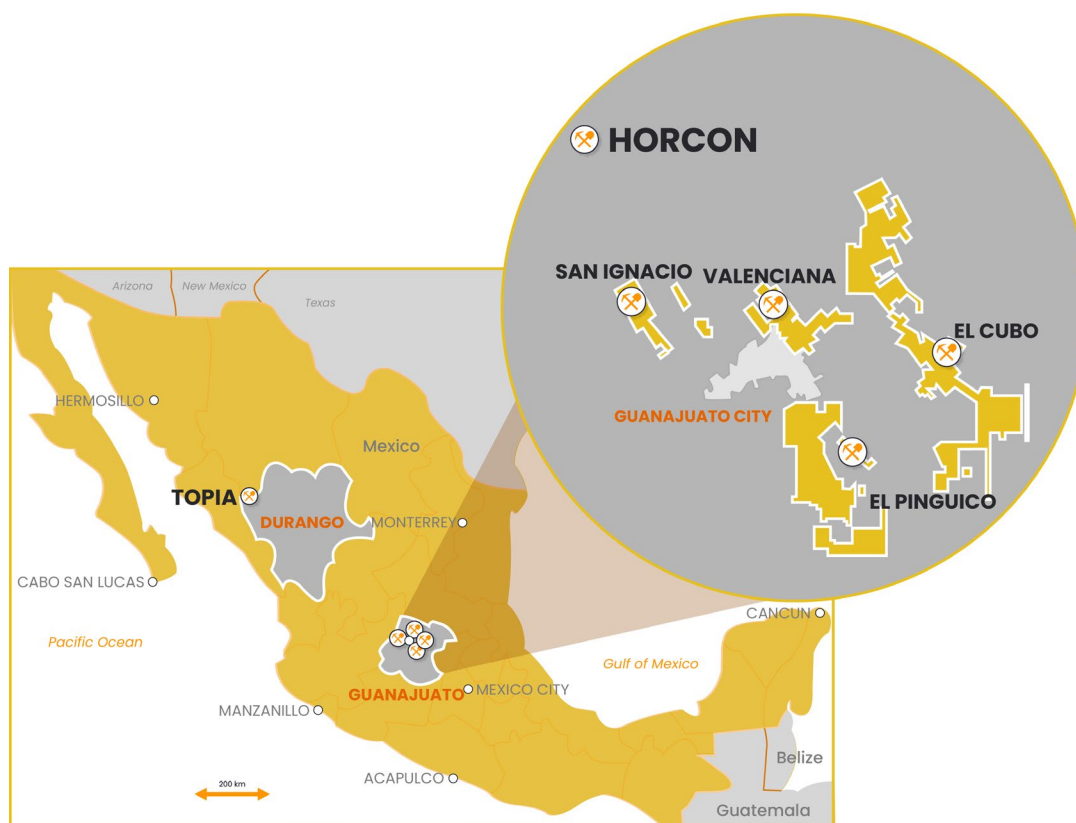 HORCON
SAN IGNACIO
VALENCIANA
EL CUBO
GUANAJUATO CITY
EL PINGUICO
Arizona
New Mexico
Texas
HERMOSILLO
Mexico
TOPIA
DURANGO
MONTERREY
CABO SAN LUCAS
CANCUN
Pacific Ocean
Gulf of Mexico
GUANAJUATO
MEXICO CITY
MANZANILLO
Belize
ACAPULCO
200 km
Guatemala